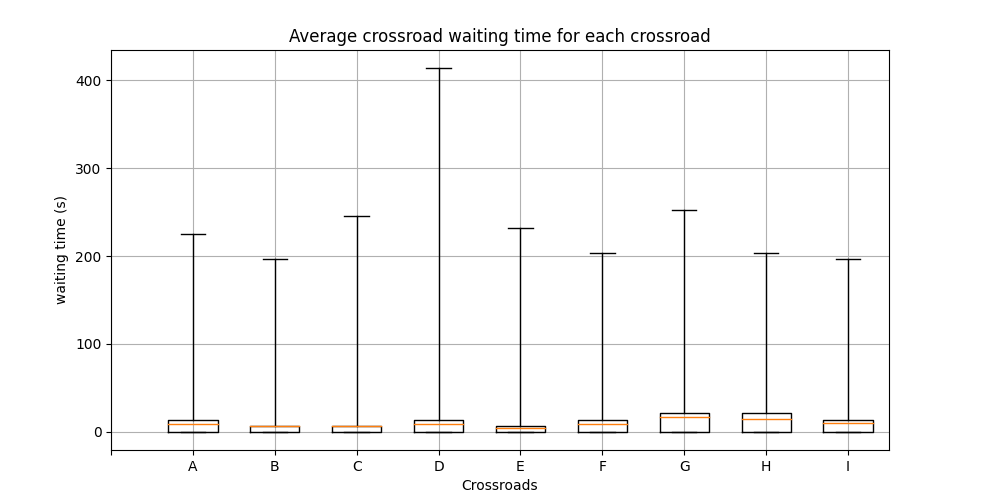 Average crossroad waiting time for each crossroad
400
300
200
100
0
waiting time (s)
A B C D E F G H I
Crossroads